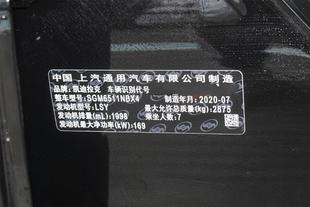 中国 上汽通用汽车有限公司制造
品牌：凯迪拉克 车辆识别代号
整车型号：SGM6511NBX4 制造年月：2020-07
发动机型号：LSY 最大允许总质量(kg)：2675
发动机排量(mL)：1998 乘坐人数：7
发动机最大净功率(kW)：169